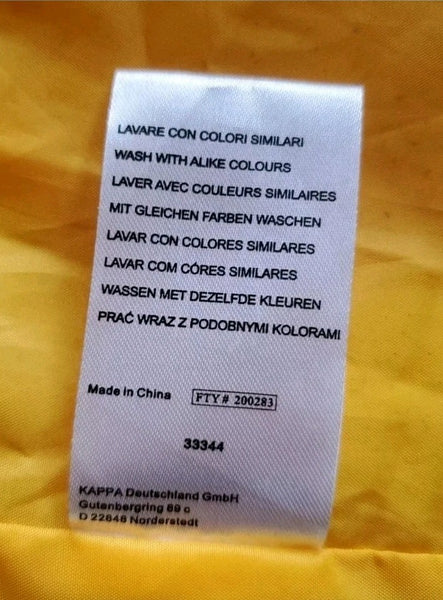 LAVARE CON COLORI SIMILARI
WASH WITH ALIKE COLOURS
LAVER AVEC COULEURS SIMILAIRES
MIT GLEICHEN FARBEN WASCHEN
LAVAR CON COLORES SIMILARES
LAVAR COM CÓRES SIMILARES
WASSEN MET DEZELFDE KLEUREN
PRAĆ WRAZ Z PODOBNYMI KOLORAMI
Made in China FTY# 200283
33344
KAPPA Deutschland GmbH
Gutenbergring 69 c
D 22848 Norderstedt